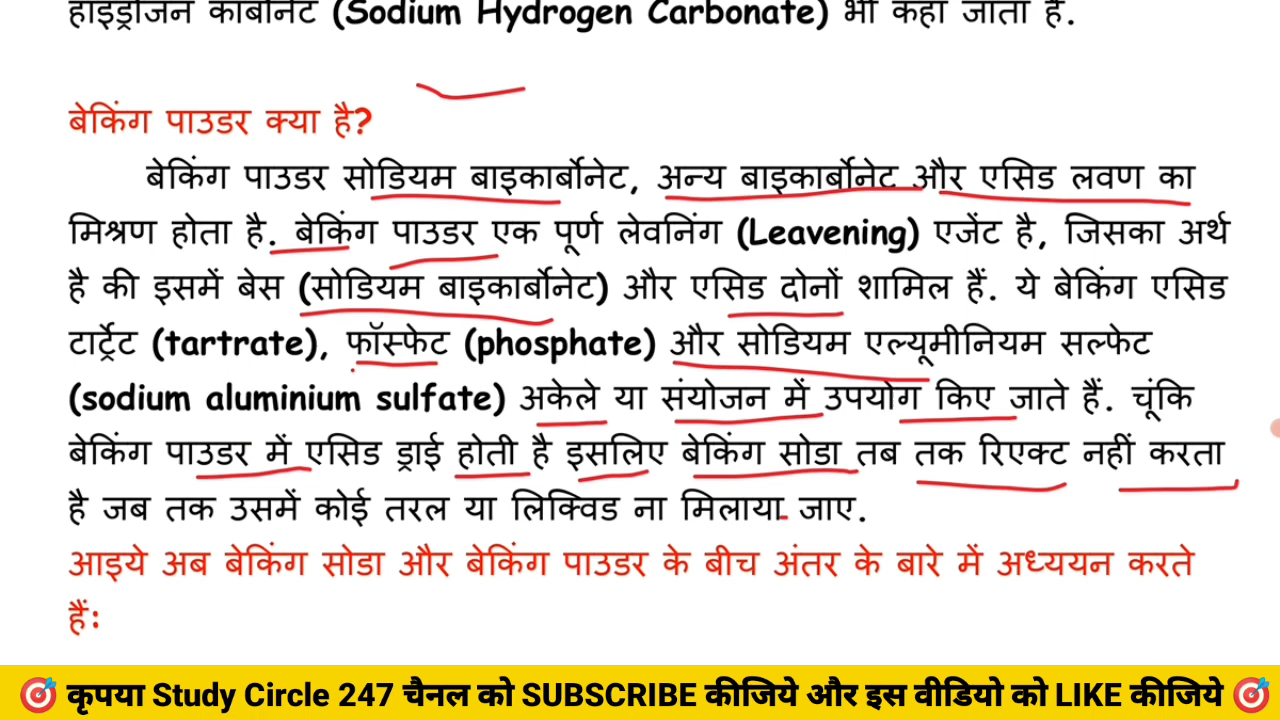 हाइड्रोजन कार्बोनेट (Sodium Hydrogen Carbonate) भी कहा जाता है.
बेकिंग पाउडर क्या है?
बेकिंग पाउडर सोडियम बाइकार्बोनेट, अन्य बाइकार्बोनेट और एसिड लवण का
मिश्रण होता है. बेकिंग पाउडर एक पूर्ण लेवनिंग (Leavening) एजेंट है, जिसका अर्थ
है की इसमें बेस (सोडियम बाइकार्बोनेट) और एसिड दोनों शामिल हैं. ये बेकिंग एसिड
टार्ट्रेट (tartrate), फॉस्फेट (phosphate) और सोडियम एल्यूमीनियम सल्फेट
(sodium aluminium sulfate) अकेले या संयोजन में उपयोग किए जाते हैं. चूंकि
बेकिंग पाउडर में एसिड ड्राई होती है इसलिए बेकिंग सोडा तब तक रिएक्ट नहीं करता
है जब तक उसमें कोई तरल या लिक्विड ना मिलाया जाए.
आइये अब बेकिंग सोडा और बेकिंग पाउडर के बीच अंतर के बारे में अध्ययन करते
हैं:
कृपया Study Circle 247 चैनल को SUBSCRIBE कीजिये और इस वीडियो को LIKE कीजिये